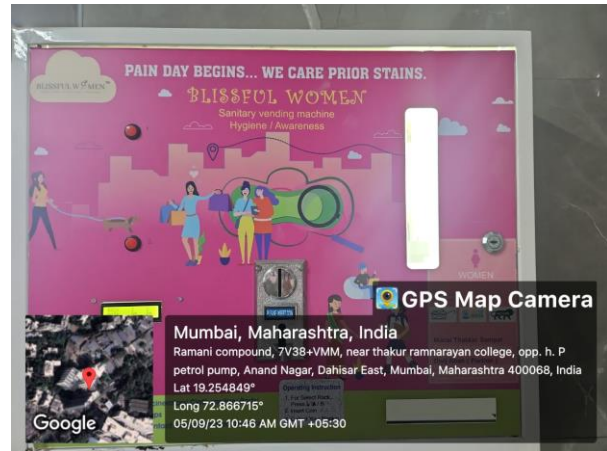 BLISSFUL WOMEN
PAIN DAY BEGINS... WE CARE PRIOR STAINS.
BLISSFUL WOMEN
Sanitary vending machine
Hygiene / Awareness
WOMEN
GPS Map Camera
Mumbai, Maharashtra, India
Ramani compound, 7V38+VMM, near thakur ramnarayan college, opp. h. P
petrol pump, Anand Nagar, Dahisar East, Mumbai, Maharashtra 400068, India
Lat 19.254849°
Long 72.866715°
05/09/23 10:46 AM GMT +05:30
Google
Operating Instruction